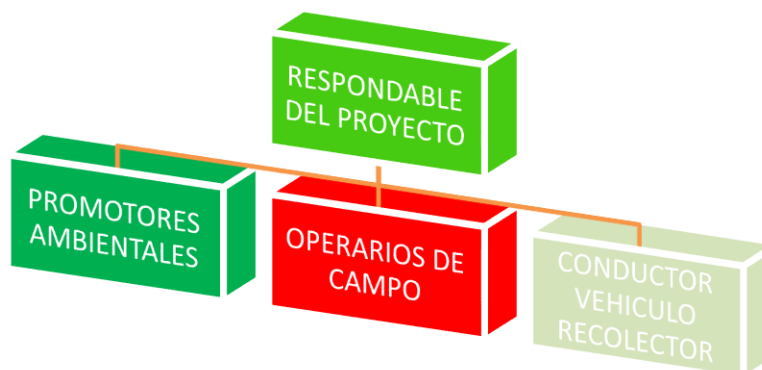 RESPONDABLE
DEL PROYECTO
PROMOTORES
AMBIENTALES
OPERARIOS DE
CAMPO
CONDUCTOR
VEHICULO
RECOLECTOR